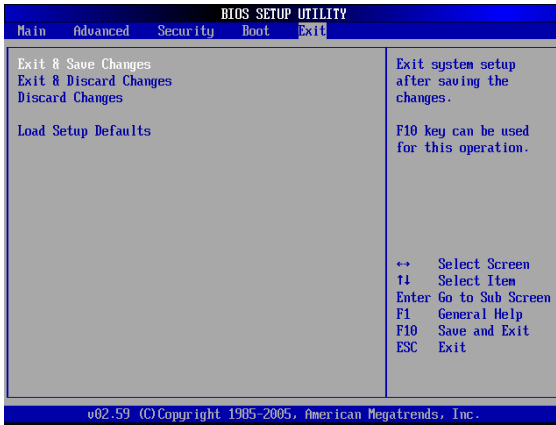 BIOS SETUP UTILITY
Main Advanced Security Boot Exit
Exit & Save Changes
Exit & Discard Changes
Discard Changes
Load Setup Defaults
Exit system setup
after saving the
changes.
F10 key can be used
for this operation.
↔ Select Screen
↑↓ Select Item
Enter Go to Sub Screen
F1 General Help
F10 Save and Exit
ESC Exit
v02.59 (C)Copyright 1985-2005, American Megatrends, Inc.